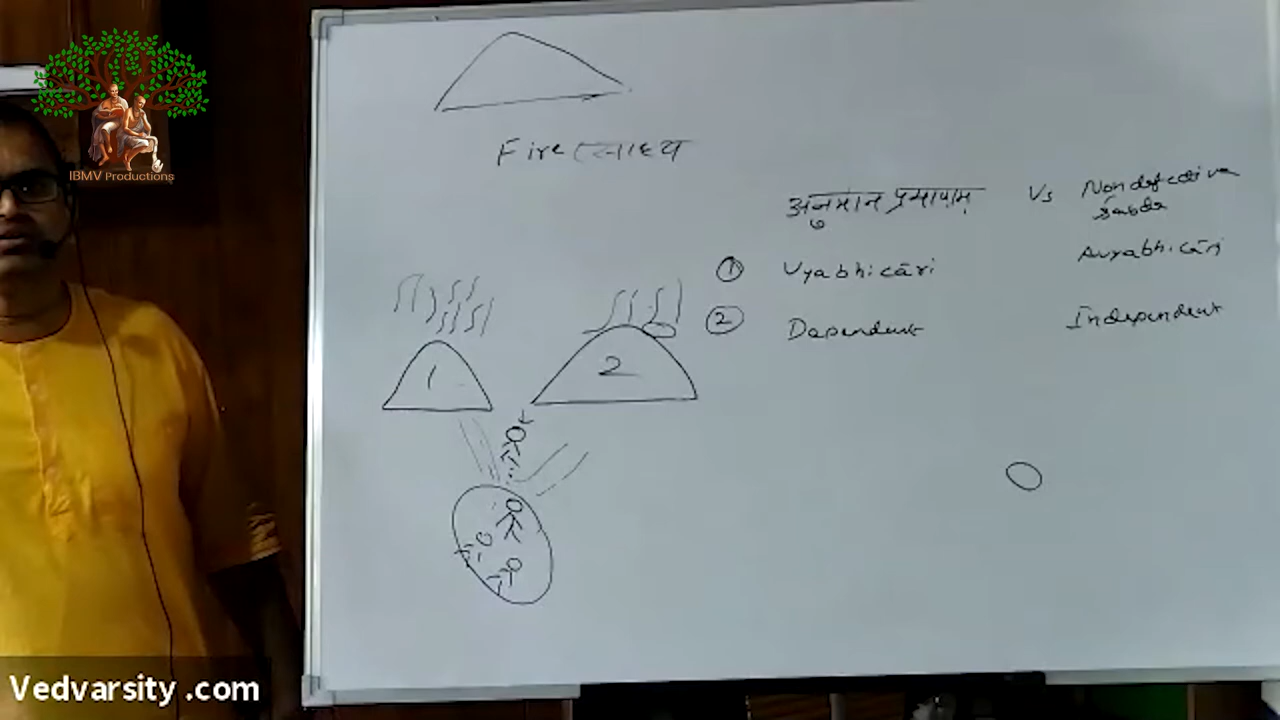 IBMV Productions
Fire साध्य
अनुमान प्रमाणम् Vs Nondefective
śabda
① Vyabhicāri Avyabhicāri
② Dependent Independent
1 2
Vedvarsity .com